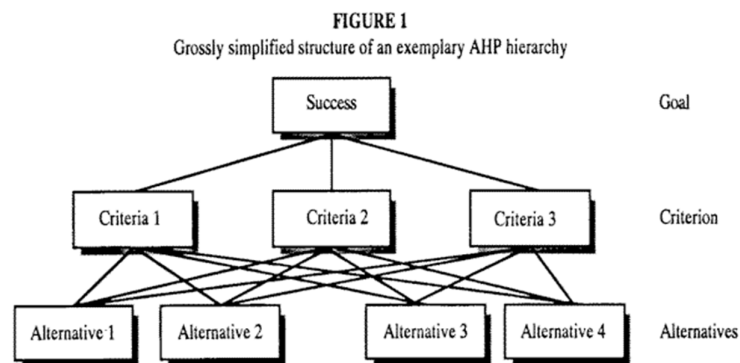 FIGURE 1
Grossly simplified structure of an exemplary AHP hierarchy
Success
Goal
Criteria 1
Criteria 2
Criteria 3
Criterion
Alternative 1
Alternative 2
Alternative 3
Alternative 4
Alternatives